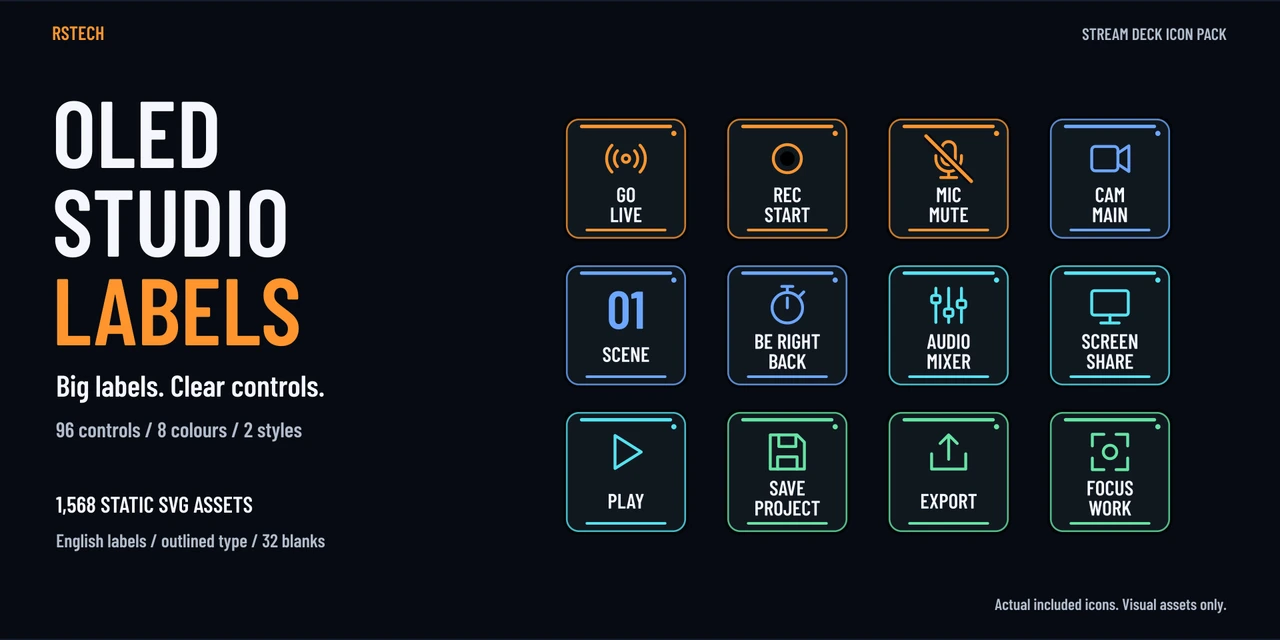 RSTECH
STREAM DECK ICON PACK
OLED
STUDIO
LABELS
Big labels. Clear controls.
96 controls / 8 colours / 2 styles
1,568 STATIC SVG ASSETS
English labels / outlined type / 32 blanks
GO
LIVE
REC
START
MIC
MUTE
CAM
MAIN
01
SCENE
BE RIGHT
BACK
AUDIO
MIXER
SCREEN
SHARE
PLAY
SAVE
PROJECT
EXPORT
FOCUS
WORK
Actual included icons. Visual assets only.